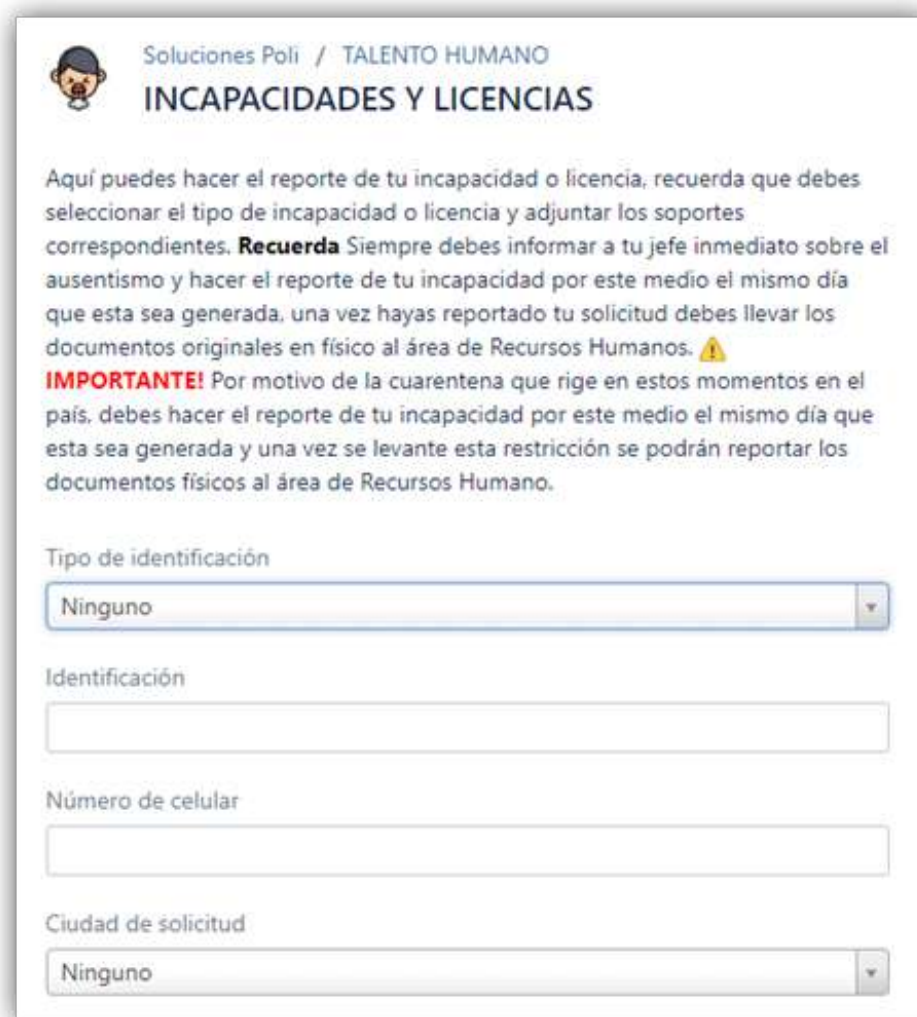 Soluciones Poli / TALENTO HUMANO
INCAPACIDADES Y LICENCIAS
Aquí puedes hacer el reporte de tu incapacidad o licencia, recuerda que debes
seleccionar el tipo de incapacidad o licencia y adjuntar los soportes
correspondientes. Recuerda Siempre debes informar a tu jefe inmediato sobre el
ausentismo y hacer el reporte de tu incapacidad por este medio el mismo día
que esta sea generada, una vez hayas reportado tu solicitud debes llevar los
documentos originales en físico al área de Recursos Humanos.
IMPORTANTE! Por motivo de la cuarentena que rige en estos momentos en el
país, debes hacer el reporte de tu incapacidad por este medio el mismo día que
esta sea generada y una vez se levante esta restricción se podrán reportar los
documentos físicos al área de Recursos Humano.
Tipo de identificación
Ninguno
Identificación
Número de celular
Ciudad de solicitud
Ninguno